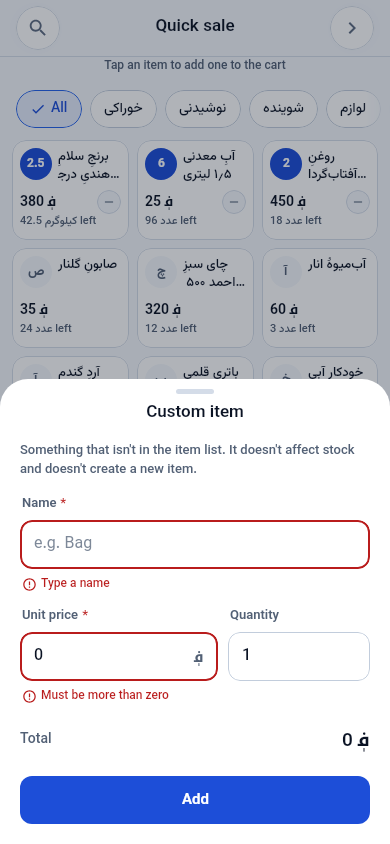 Quick sale
Tap an item to add one to the cart
All
خوراکی
نوشیدنی
شوینده
لوازم
2.5
برنج سلام
هندیِ درجـ…
؋ 380
42.5 کیلوگرم left
6
آب معدنی
۱٫۵ لیتری
؋ 25
96 عدد left
2
روغن
آفتاب‌گردا…
؋ 450
18 عدد left
ص
صابون گلنار
؋ 35
24 عدد left
چ
چای سبز
احمد ۵۰۰…
؋ 320
12 عدد left
آ
آب‌میوهٔ انار
؋ 60
3 عدد left
آرد گندم
باتری قلمی
خودکار آبی
Custom item
Something that isn't in the item list. It doesn't affect stock
and doesn't create a new item.
Name *
e.g. Bag
Type a name
Unit price *
Quantity
0 ؋
1
Must be more than zero
Total
0 ؋
Add